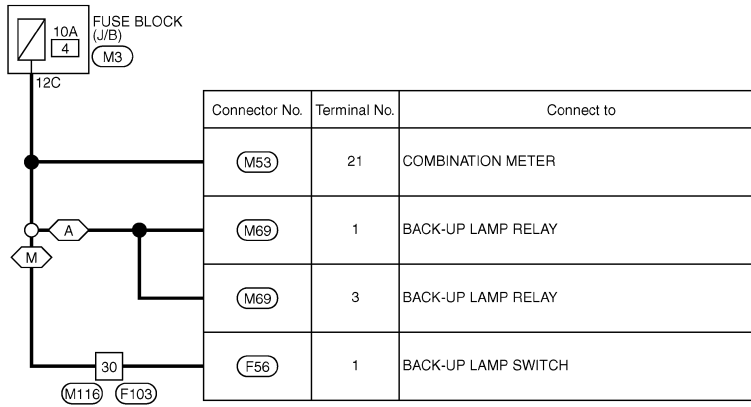 10A
4
FUSE BLOCK
(J/B)
M3
12C
Connector No. Terminal No. Connect to
M53 21 COMBINATION METER
A M69 1 BACK-UP LAMP RELAY
M
M69 3 BACK-UP LAMP RELAY
30 F56 1 BACK-UP LAMP SWITCH
M116 F103